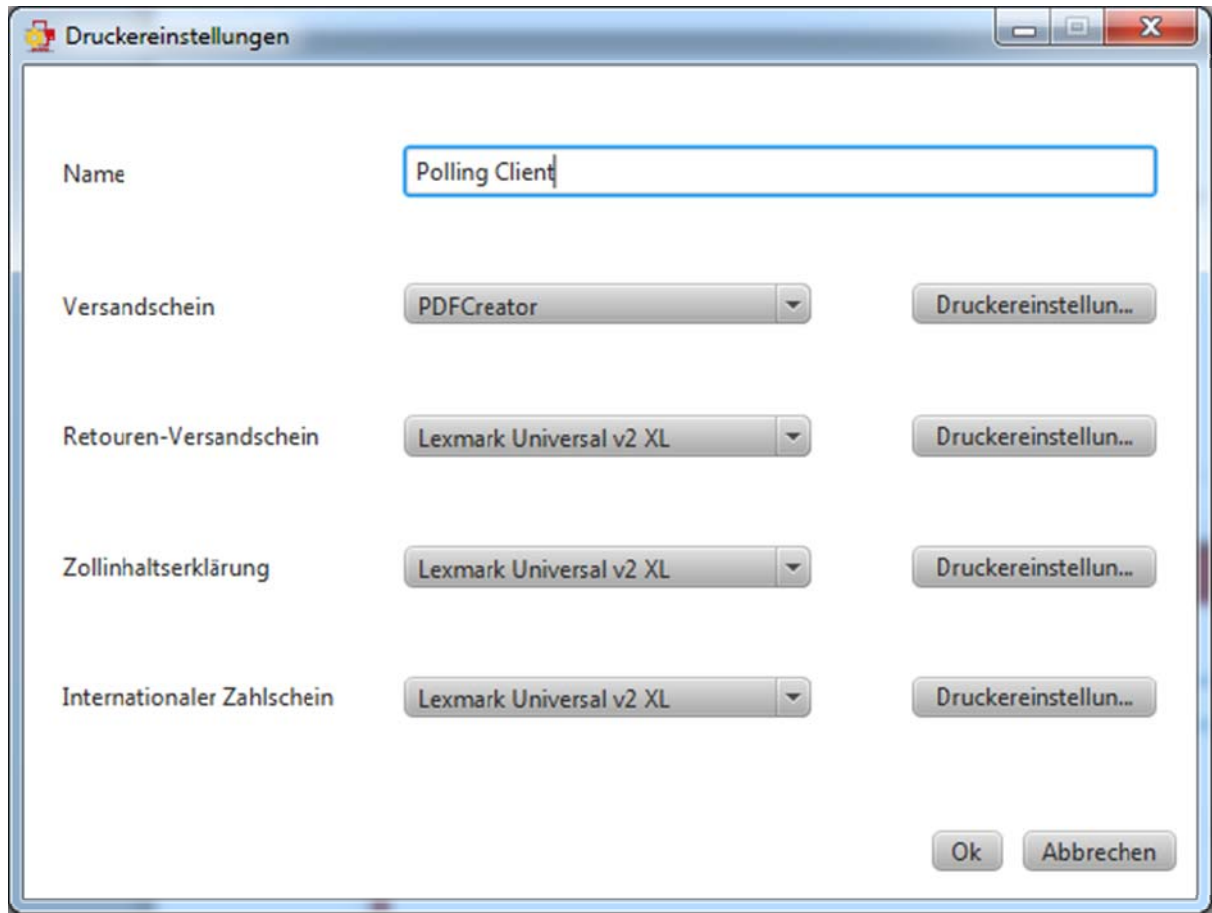 Druckereinstellungen
Name Polling Client
Versandschein PDFCreator Druckereinstellun...
Retouren-Versandschein Lexmark Universal v2 XL Druckereinstellun...
Zollinhaltserklärung Lexmark Universal v2 XL Druckereinstellun...
Internationaler Zahlschein Lexmark Universal v2 XL Druckereinstellun...
Ok Abbrechen